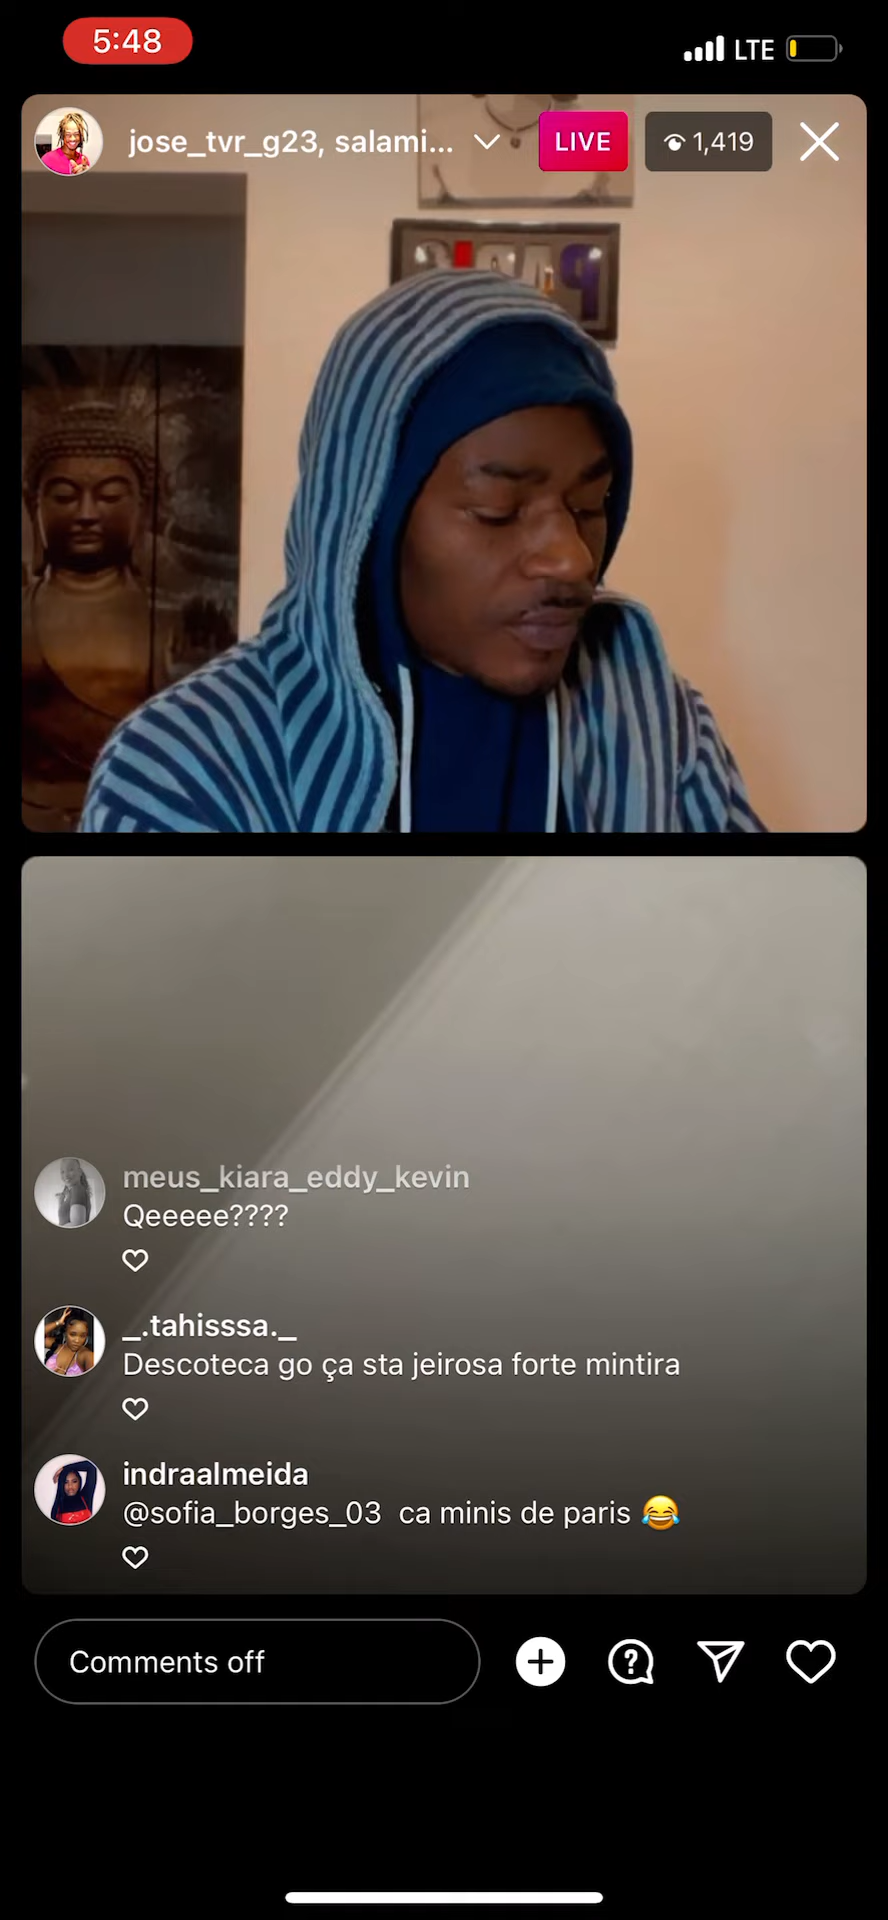 5:48
LTE
jose_tvr_g23, salami...
LIVE
1,419
PARIS
meus_kiara_eddy_kevin
Qeeeee????
_.tahisssa._
Descoteca go ça sta jeirosa forte mintira
indraalmeida
@sofia_borges_03 ca minis de paris 😂
Comments off